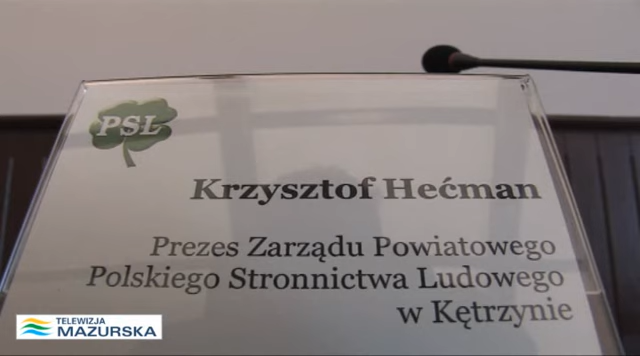 PSL
Krzysztof Hećman
Prezes Zarządu Powiatowego
Polskiego Stronnictwa Ludowego
w Kętrzynie
TELEWIZJA
MAZURSKA